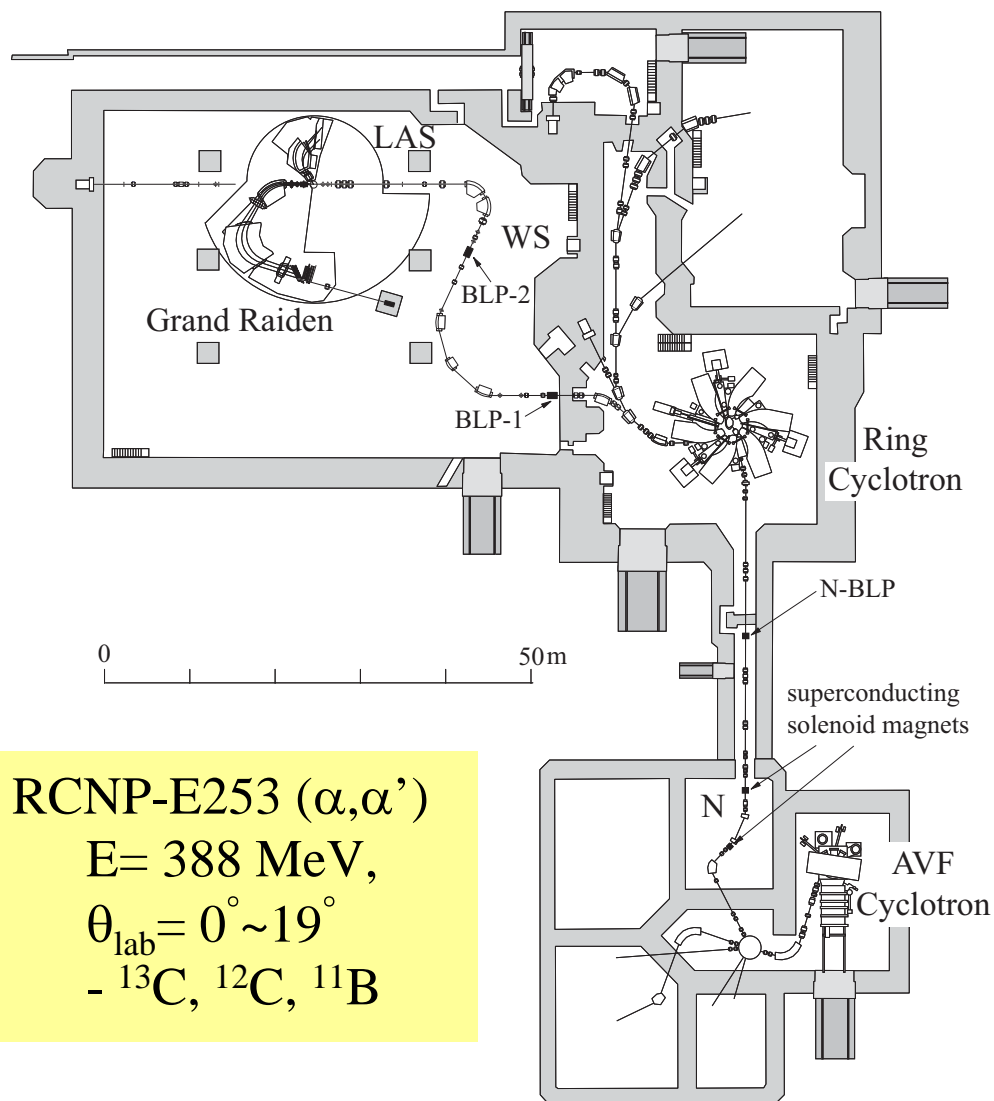 LAS
WS
BLP-2
Grand Raiden
BLP-1
Ring
Cyclotron
N-BLP
0
50 m
superconducting
solenoid magnets
N
AVF
Cyclotron
RCNP-E253 (α,α’)
E= 388 MeV,
θlab= 0°~19°
- ¹³C, ¹²C, ¹¹B